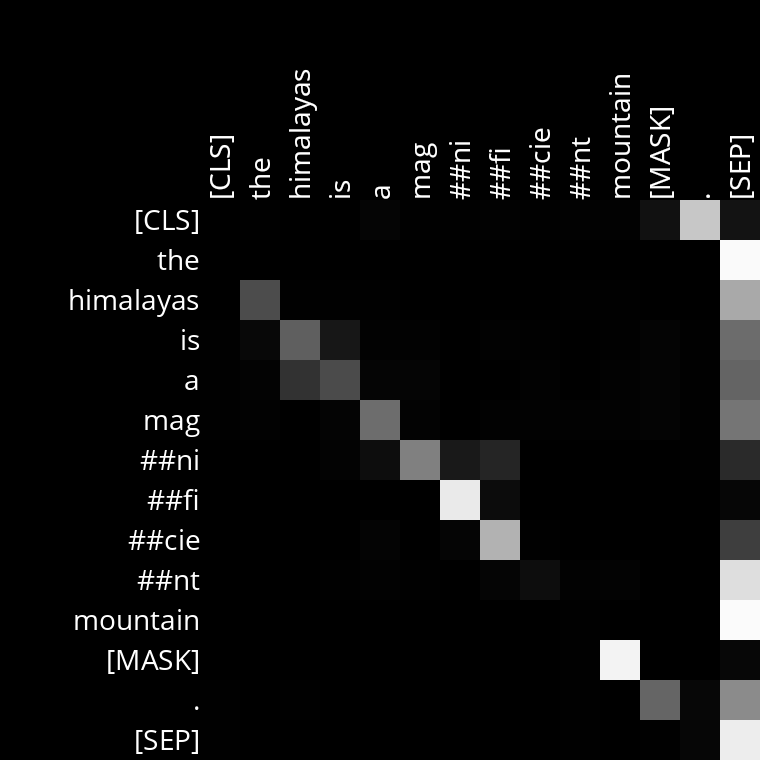 [CLS]
the
himalayas
is
a
mag
##ni
##fi
##cie
##nt
mountain
[MASK]
.
[SEP]
[CLS]
the
himalayas
is
a
mag
##ni
##fi
##cie
##nt
mountain
[MASK]
.
[SEP]